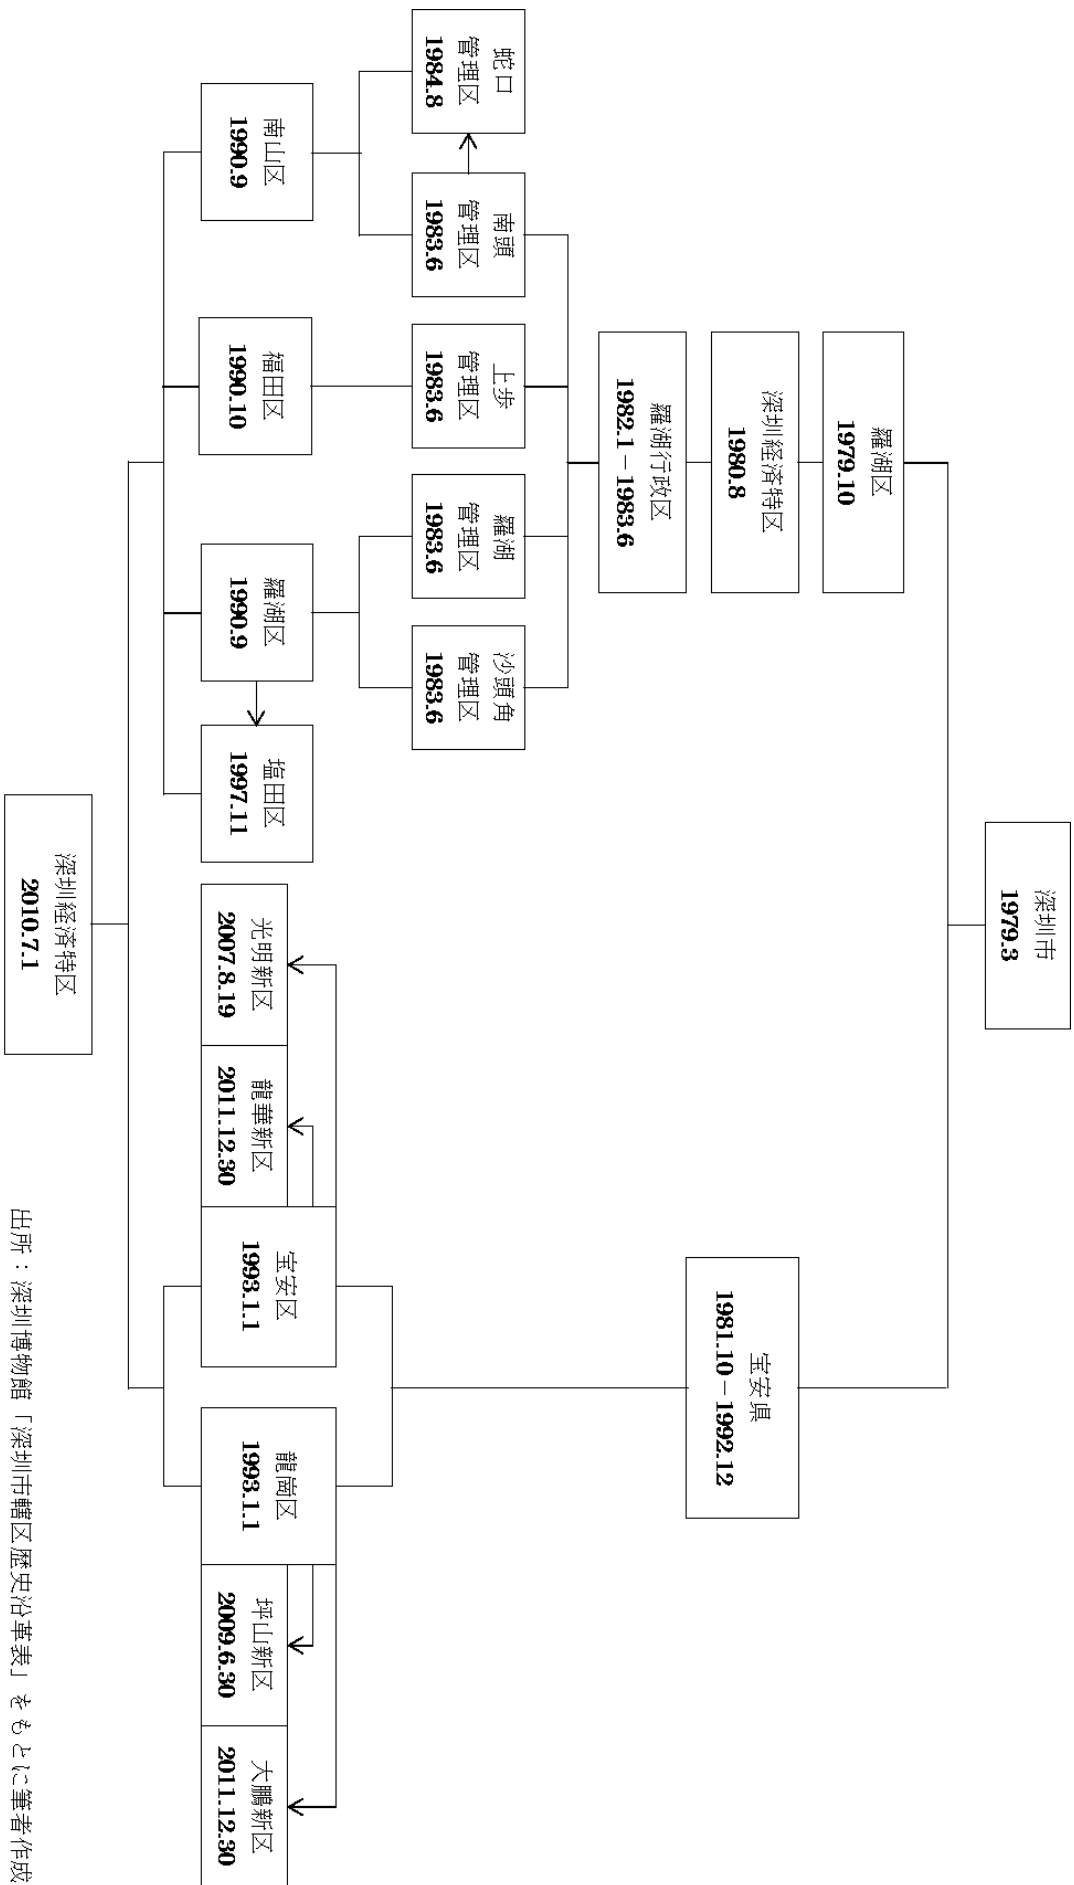 深圳市
1979.3
羅湖区
1979.10
深圳経済特区
1980.8
羅湖行政区
1982.1－1983.6
宝安県
1981.10－1992.12
蛇口
管理区
1984.8
南頭
管理区
1983.6
上歩
管理区
1983.6
羅湖
管理区
1983.6
沙頭角
管理区
1983.6
南山区
1990.9
福田区
1990.10
羅湖区
1990.9
塩田区
1997.11
光明新区
2007.8.19
龍華新区
2011.12.30
宝安区
1993.1.1
龍崗区
1993.1.1
坪山新区
2009.6.30
大鵬新区
2011.12.30
深圳経済特区
2010.7.1
出所：深圳博物館「深圳市轄区歴史沿革表」をもとに筆者作成